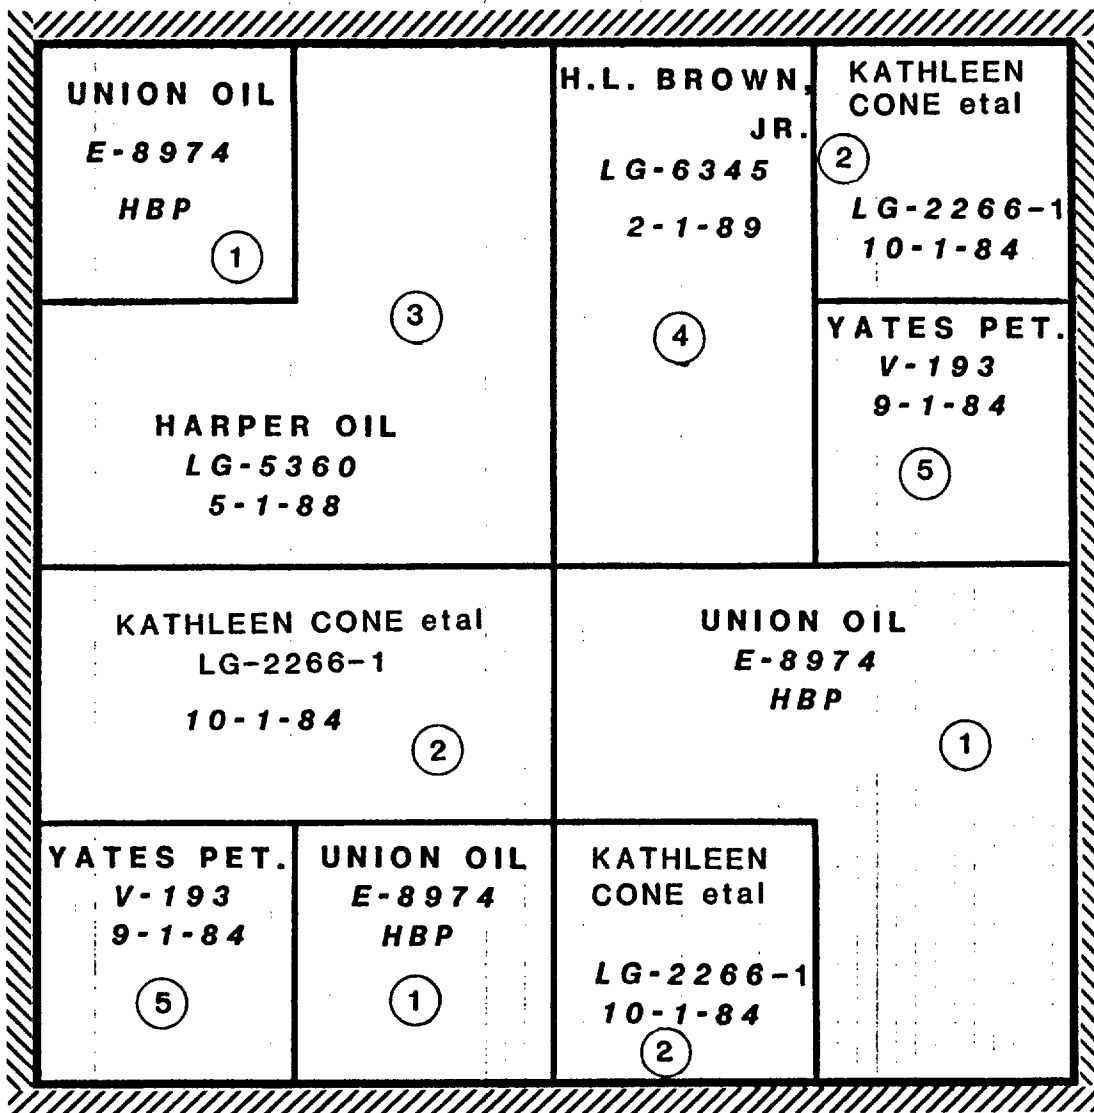 UNION OIL
E-8974
HBP
1
3
HARPER OIL
LG-5360
5-1-88
H.L. BROWN,
JR.
LG-6345
2-1-89
4
KATHLEEN
CONE etal
2
LG-2266-1
10-1-84
YATES PET.
V-193
9-1-84
5
KATHLEEN CONE etal
LG-2266-1
10-1-84
2
UNION OIL
E-8974
HBP
1
YATES PET.
V-193
9-1-84
5
UNION OIL
E-8974
HBP
1
KATHLEEN
CONE etal
LG-2266-1
10-1-84
2